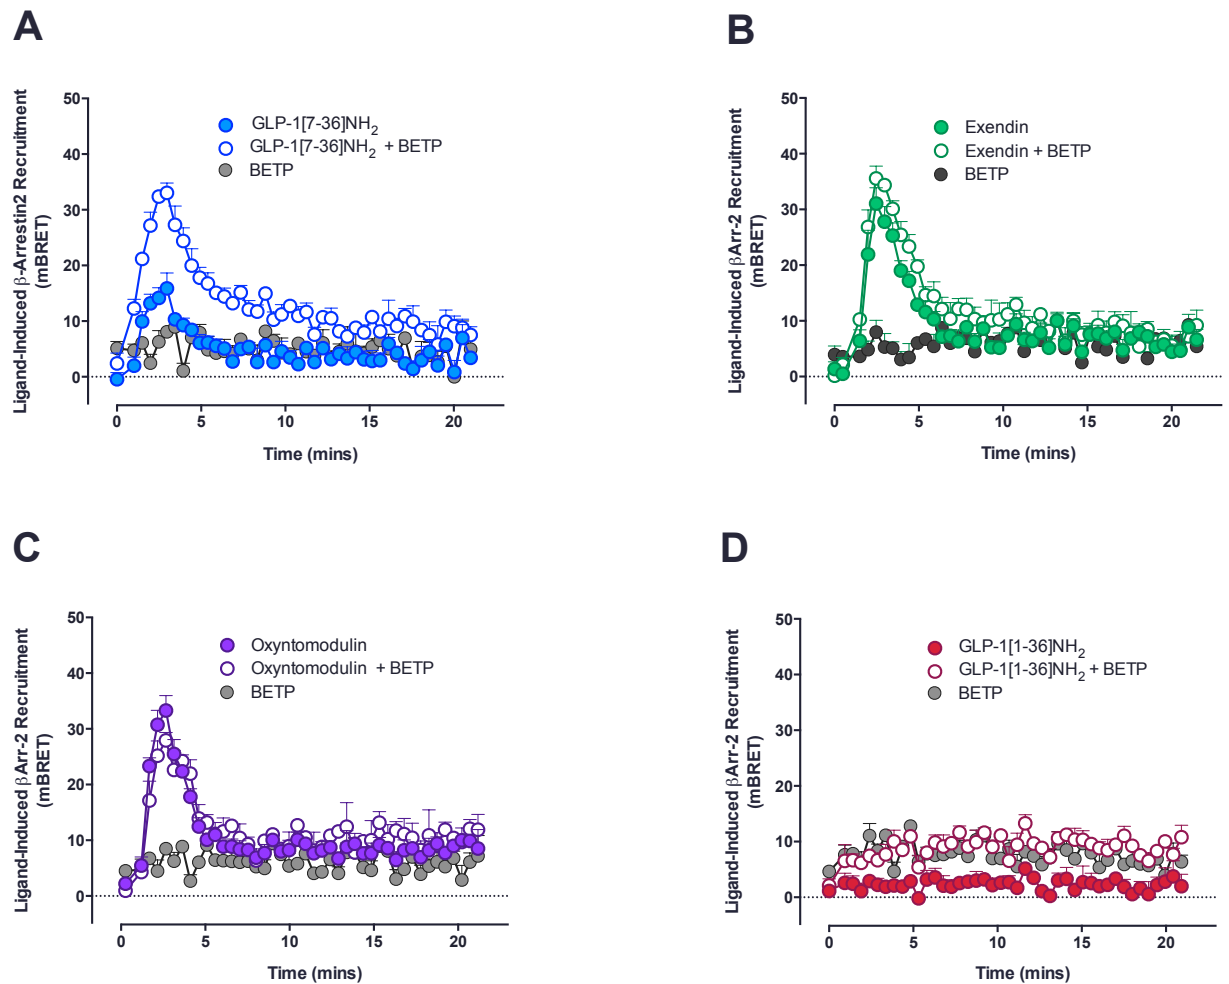 A
Ligand-Induced β-Arrestin2 Recruitment
(mBRET)
50
40
30
20
10
0
GLP-1[7-36]NH2
GLP-1[7-36]NH2 + BETP
BETP
0 5 10 15 20
Time (mins)
B
Ligand-Induced βArr-2 Recruitment
(mBRET)
50
40
30
20
10
0
Exendin
Exendin + BETP
BETP
0 5 10 15 20
Time (mins)
C
Ligand-Induced βArr-2 Recruitment
(mBRET)
50
40
30
20
10
0
Oxyntomodulin
Oxyntomodulin + BETP
BETP
0 5 10 15 20
Time (mins)
D
Ligand-Induced βArr-2 Recruitment
(mBRET)
50
40
30
20
10
0
GLP-1[1-36]NH2
GLP-1[1-36]NH2 + BETP
BETP
0 5 10 15 20
Time (mins)